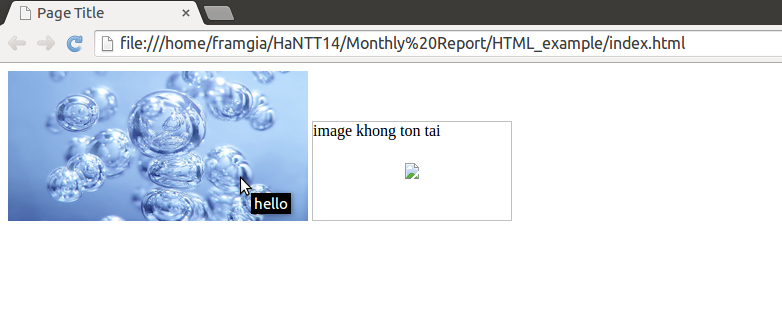 Page Title
file:///home/framgia/HaNTT14/Monthly%20Report/HTML_example/index.html
image khong ton tai
hello